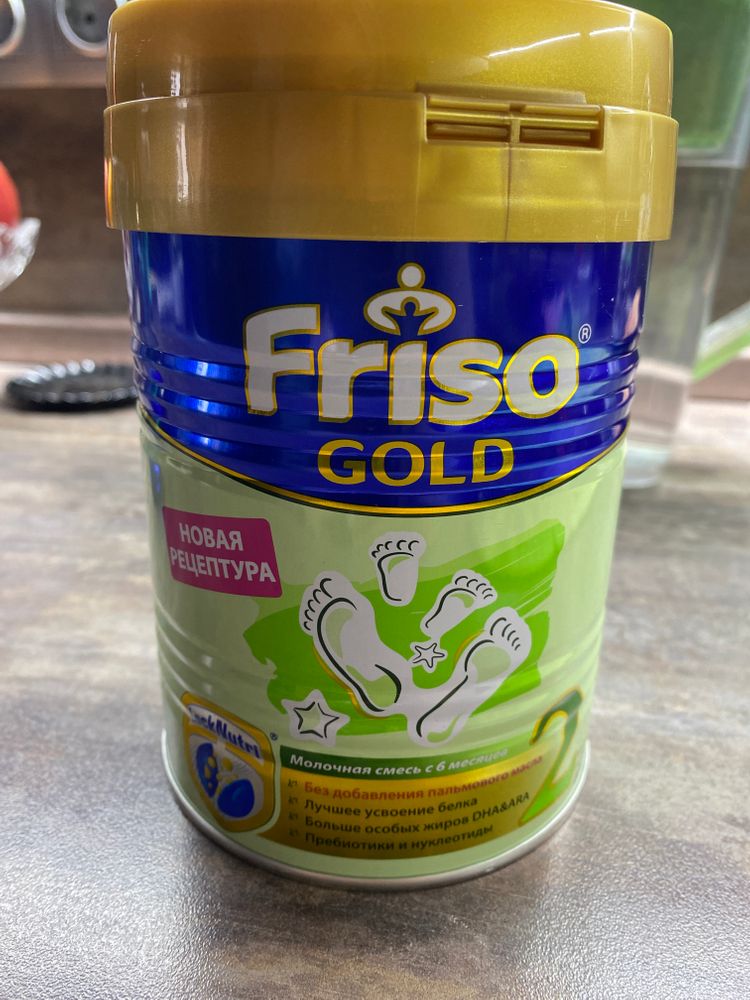 Friso®
GOLD
НОВАЯ
РЕЦЕПТУРА
LockNutri®
Молочная смесь с 6 месяцев
Без добавления пальмового масла
Лучшее усвоение белка
Больше особых жиров DHA&ARA
Пребиотики и нуклеотиды
2